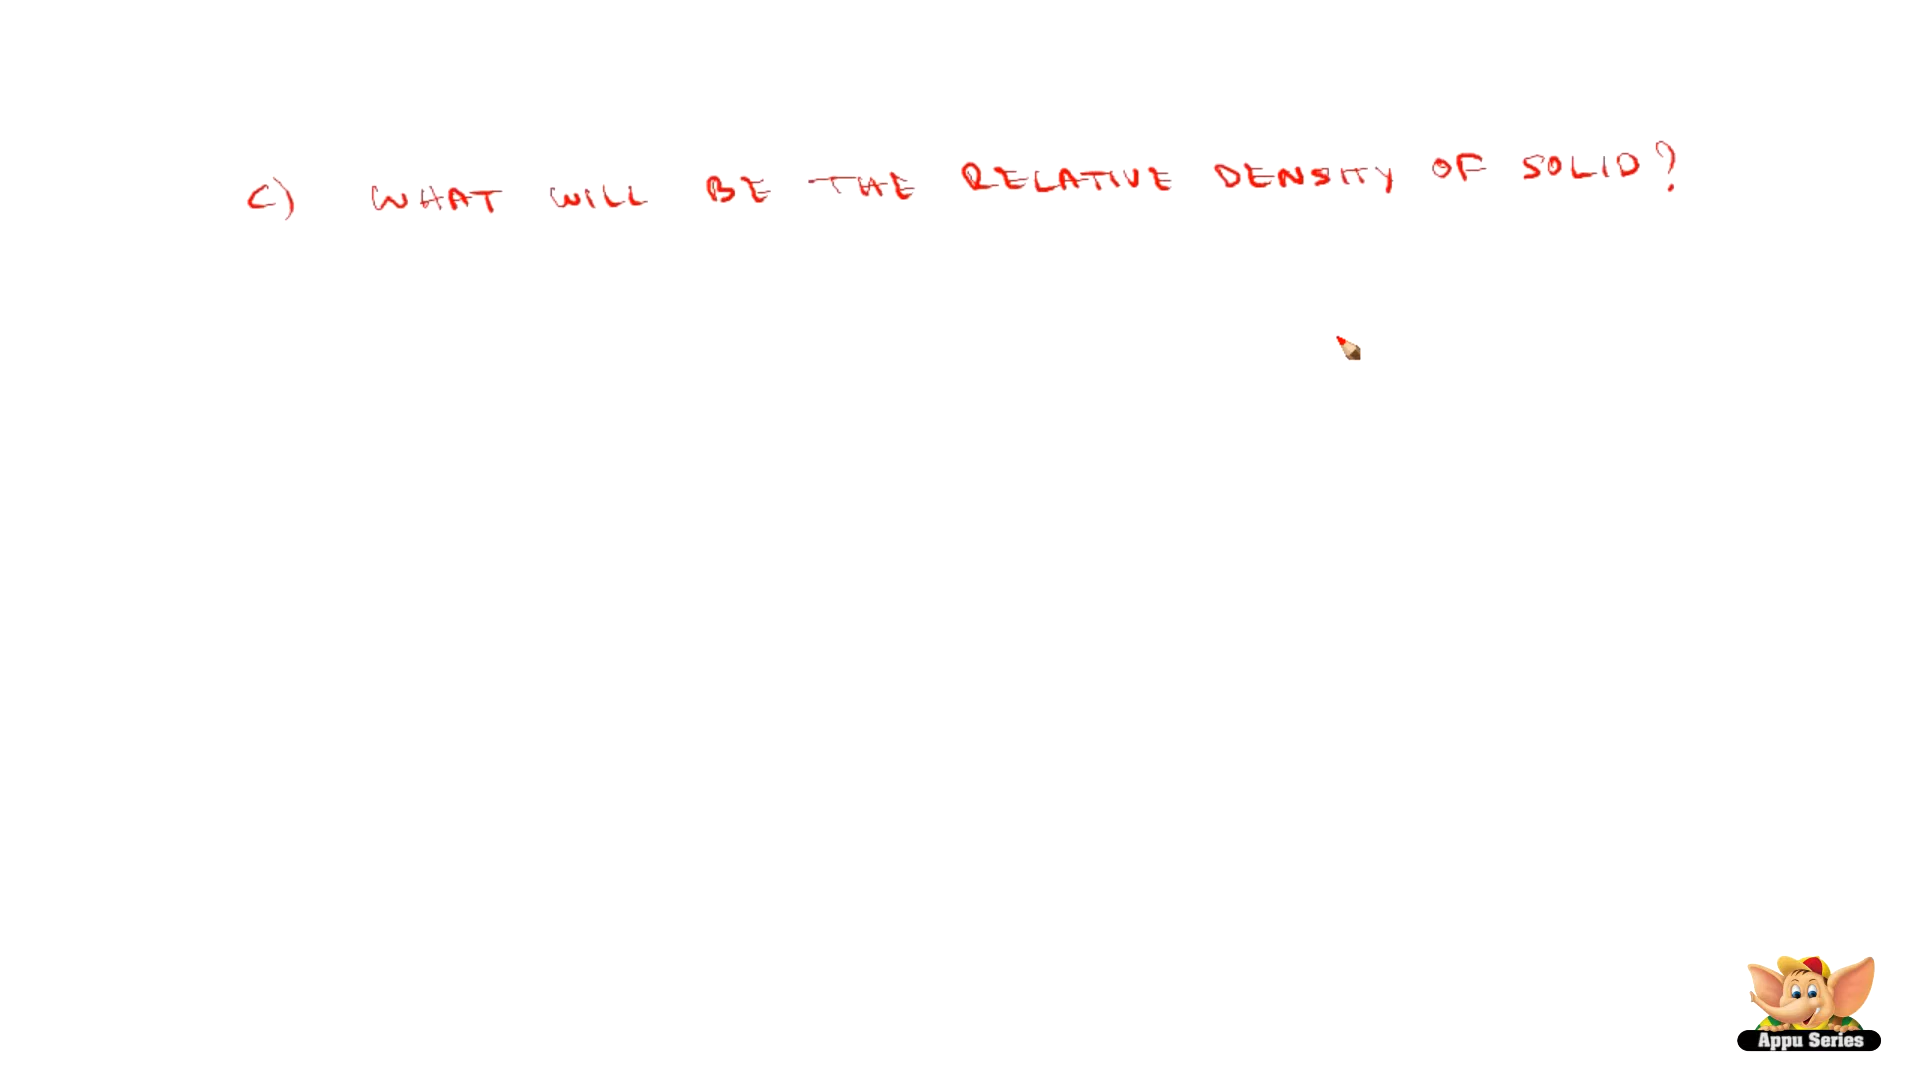 C) WHAT WILL BE THE RELATIVE DENSITY OF SOLID?
Appu Series